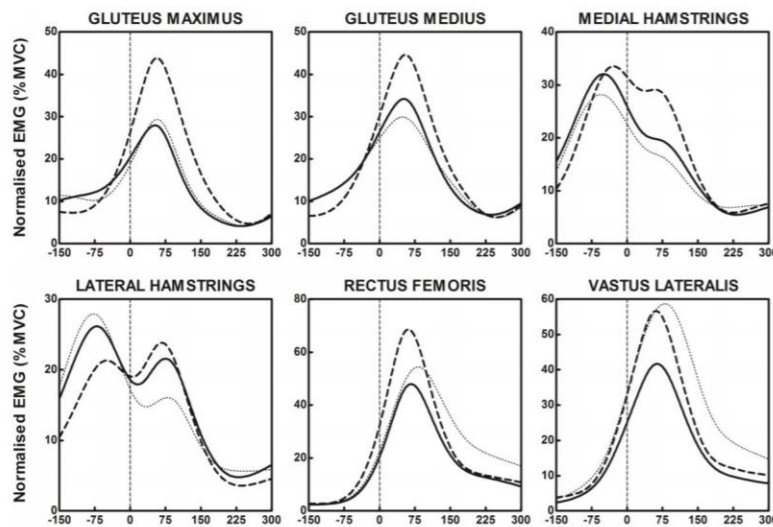 GLUTEUS MAXIMUS
GLUTEUS MEDIUS
MEDIAL HAMSTRINGS
Normalised EMG (%MVC)
50
40
30
20
10
0
-150 -75 0 75 150 225 300
50
40
30
20
10
0
-150 -75 0 75 150 225 300
40
30
20
10
0
-150 -75 0 75 150 225 300
LATERAL HAMSTRINGS
RECTUS FEMORIS
VASTUS LATERALIS
Normalised EMG (%MVC)
30
20
10
0
-150 -75 0 75 150 225 300
80
60
40
20
0
-150 -75 0 75 150 225 300
60
50
40
30
20
10
0
-150 -75 0 75 150 225 300